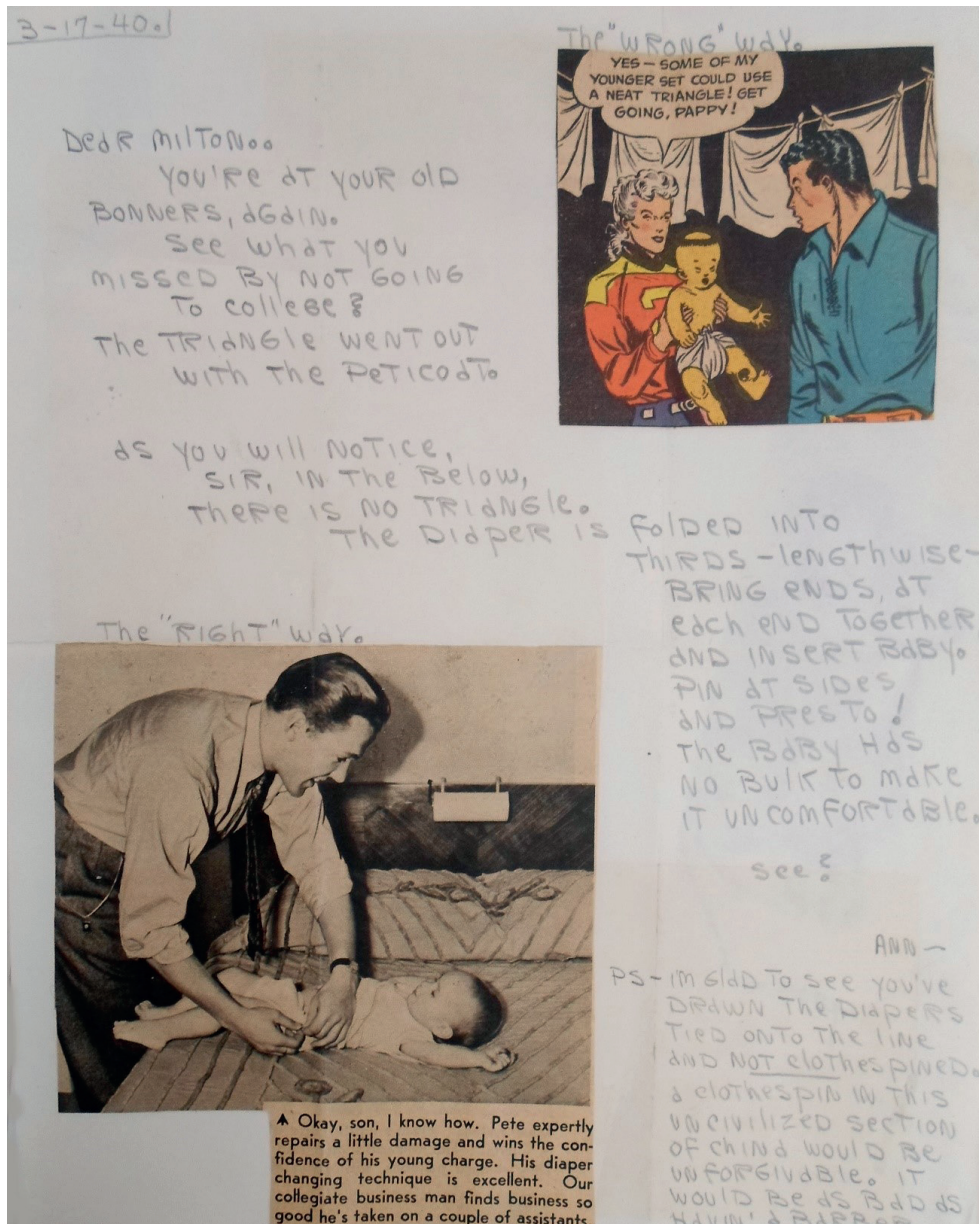 3-17-40.
The "WRONG" way.
YES — SOME OF MY
YOUNGER SET COULD USE
A NEAT TRIANGLE! GET
GOING, PAPPY!
Dear Milton..
You're at your old
Bonners, again.
See what you
missed by not going
to college?
The triangle went out
with the peticoat.
As you will notice,
sir, in the below,
there is no triangle.
The diaper is folded into
thirds - lengthwise -
bring ends, at
each end together
and insert baby.
Pin at sides
and presto!
The baby has
no bulk to make
it uncomfortable.
See?
Ann —
The "Right" way.
PS - I'm glad to see you've
drawn the diapers
tied onto the line
and not clothespined.
A clothespin in this
uncivilized section
of China would be
unforgivable. It
would be as bad as
havin' a
Okay, son, I know how. Pete expertly
repairs a little damage and wins the con-
fidence of his young charge. His diaper
changing technique is excellent. Our
collegiate business man finds business so
good he's taken on a couple of assistants.